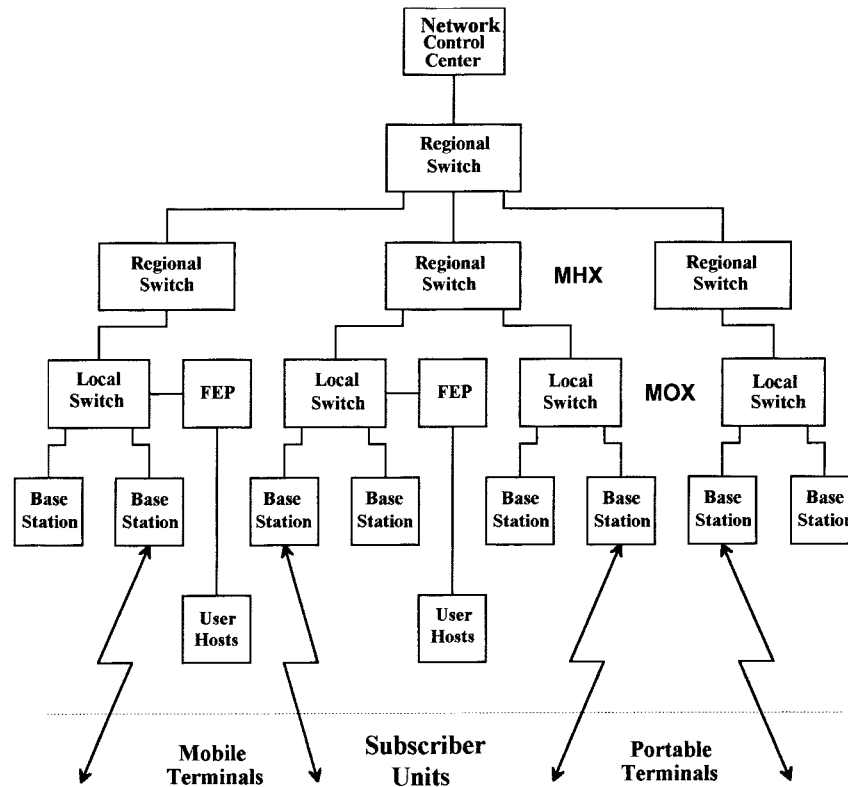 Network
Control
Center
Regional
Switch
Regional
Switch
Regional
Switch
MHX
Regional
Switch
Local
Switch
FEP
Local
Switch
FEP
Local
Switch
MOX
Local
Switch
Base
Station
Base
Station
Base
Station
Base
Station
Base
Station
Base
Station
Base
Station
Base
Station
User
Hosts
User
Hosts
Mobile
Terminals
Subscriber
Units
Portable
Terminals